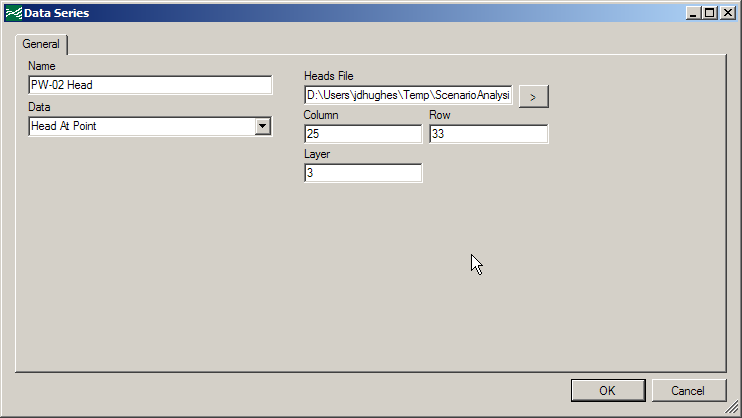 Data Series
General
Name
PW-02 Head
Data
Head At Point
Heads File
D:\Users\jdhughes\Temp\ScenarioAnalysi
>
Column
Row
25
33
Layer
3
OK
Cancel